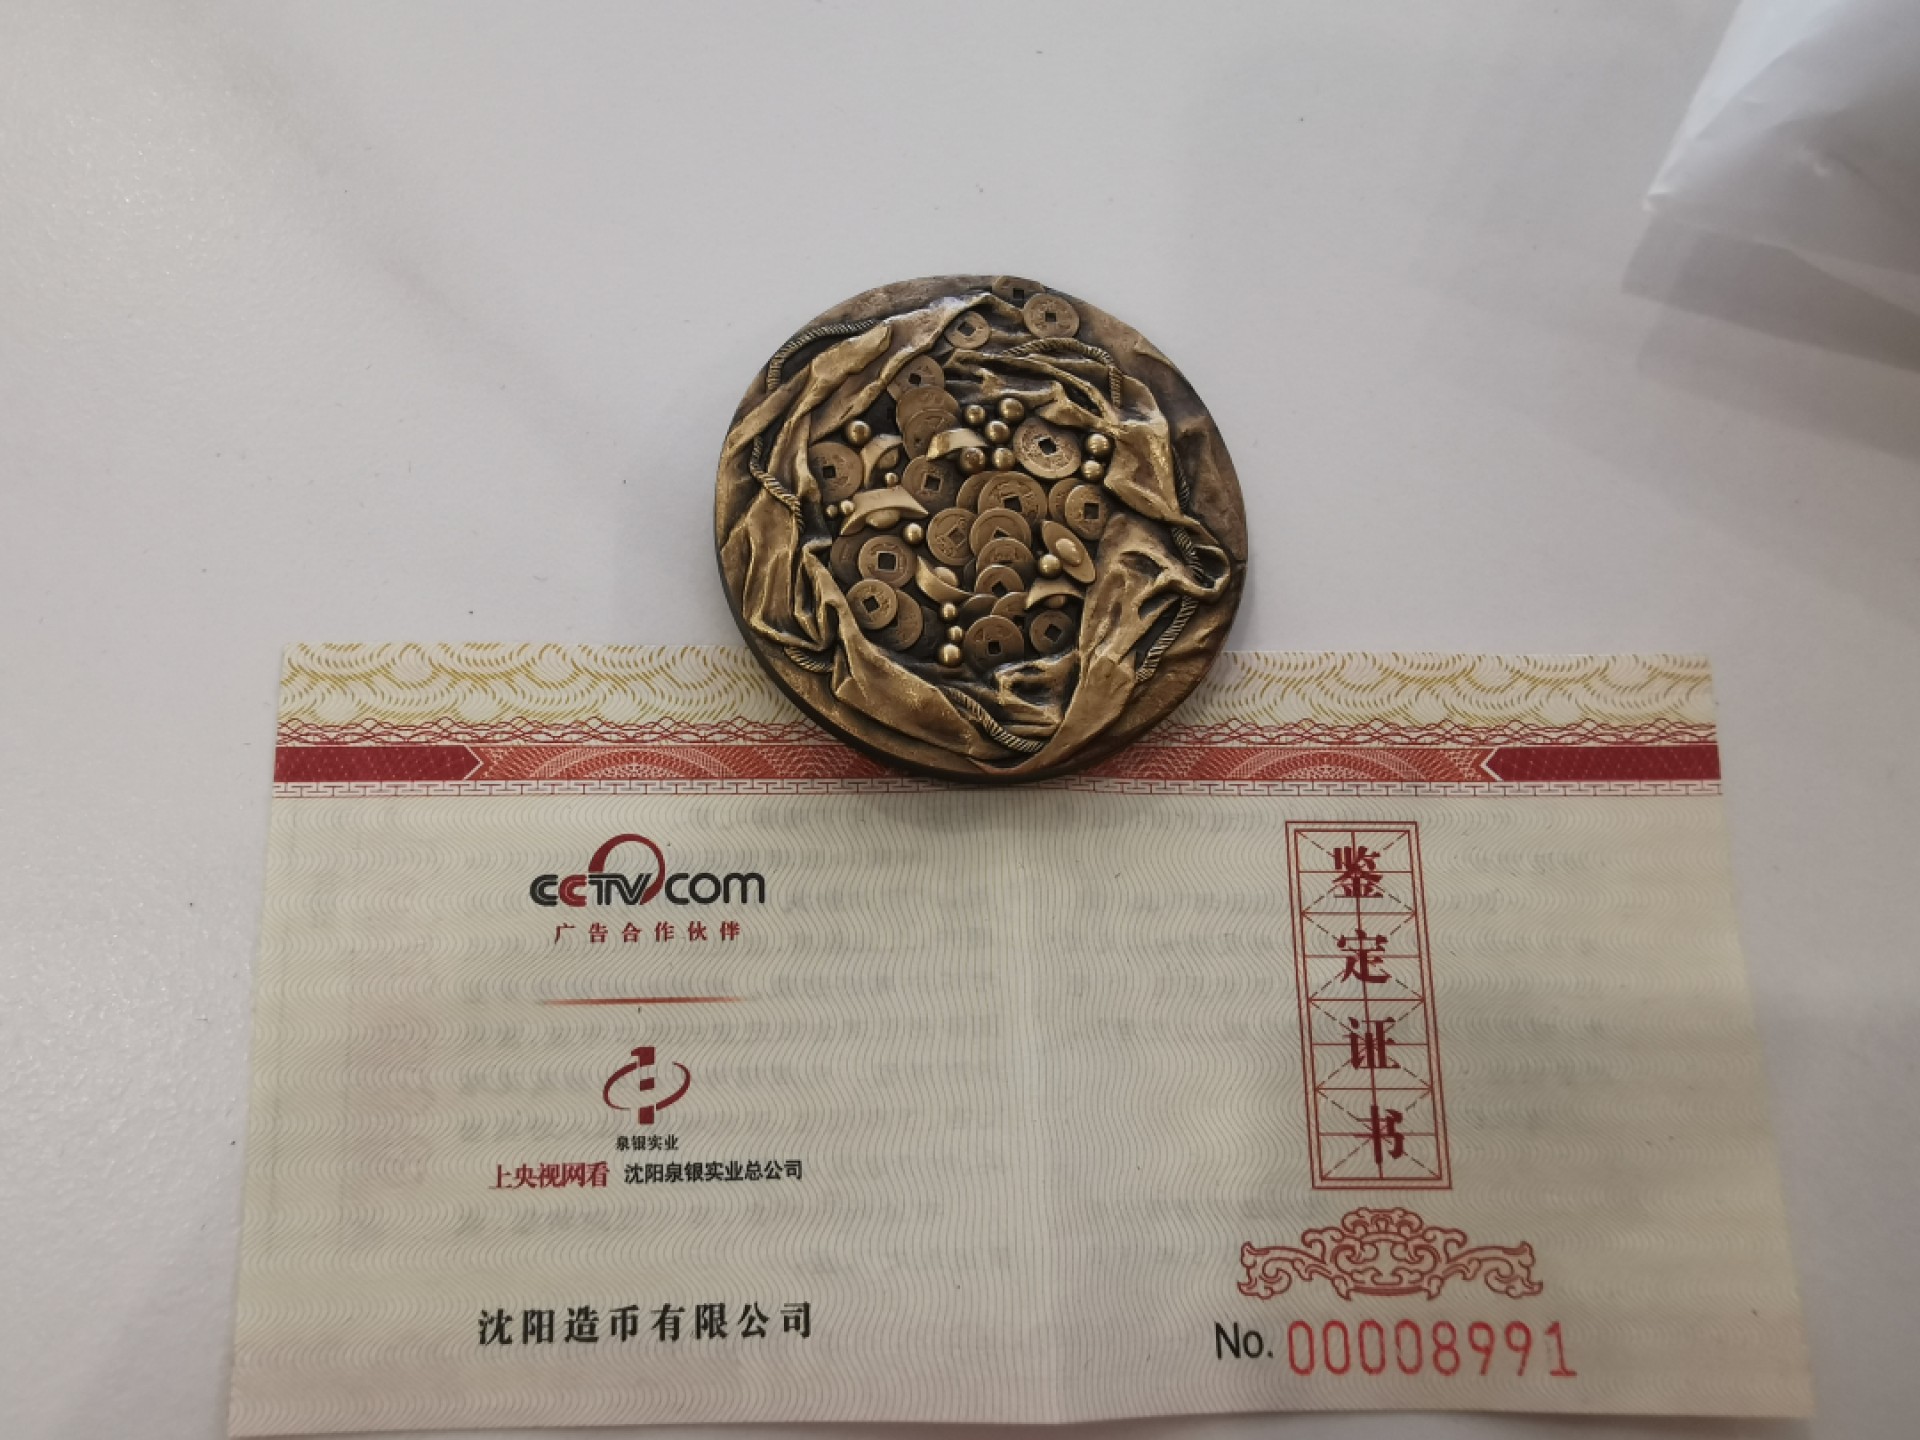 CCTV.com
广告合作伙伴
泉银实业
上央视网看 沈阳泉银实业总公司
沈阳造币有限公司
鉴定证书
No. 00008991